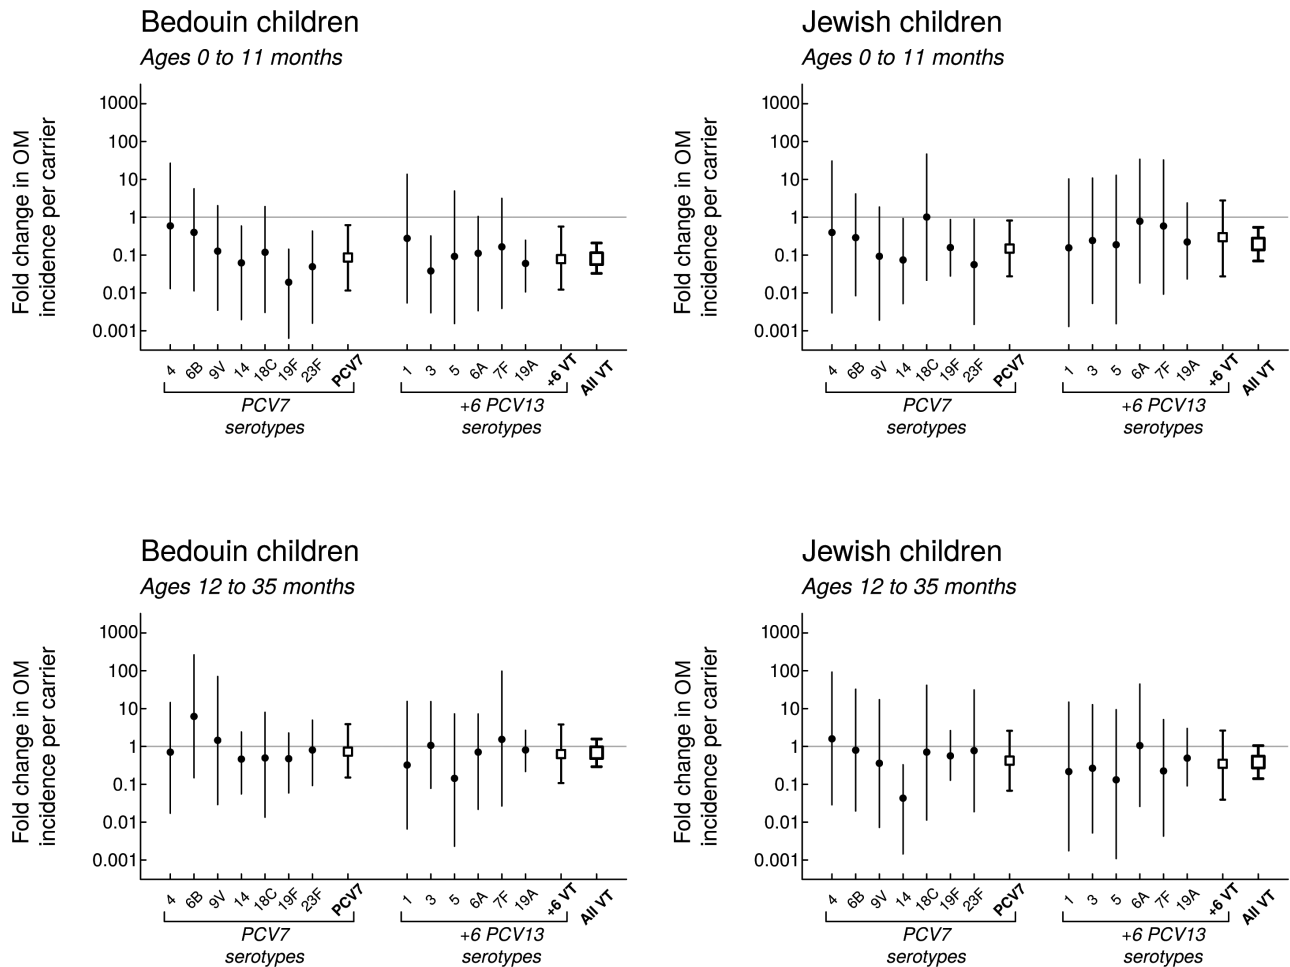 Bedouin children
Ages 0 to 11 months
Fold change in OM
incidence per carrier
1000
100
10
1
0.1
0.01
0.001
4 6B 9V 14 18C 19F 23F PCV7 1 3 5 6A 7F 19A +6 VT All VT
PCV7
serotypes
+6 PCV13
serotypes
Jewish children
Ages 0 to 11 months
Fold change in OM
incidence per carrier
1000
100
10
1
0.1
0.01
0.001
4 6B 9V 14 18C 19F 23F PCV7 1 3 5 6A 7F 19A +6 VT All VT
PCV7
serotypes
+6 PCV13
serotypes
Bedouin children
Ages 12 to 35 months
Fold change in OM
incidence per carrier
1000
100
10
1
0.1
0.01
0.001
4 6B 9V 14 18C 19F 23F PCV7 1 3 5 6A 7F 19A +6 VT All VT
PCV7
serotypes
+6 PCV13
serotypes
Jewish children
Ages 12 to 35 months
Fold change in OM
incidence per carrier
1000
100
10
1
0.1
0.01
0.001
4 6B 9V 14 18C 19F 23F PCV7 1 3 5 6A 7F 19A +6 VT All VT
PCV7
serotypes
+6 PCV13
serotypes